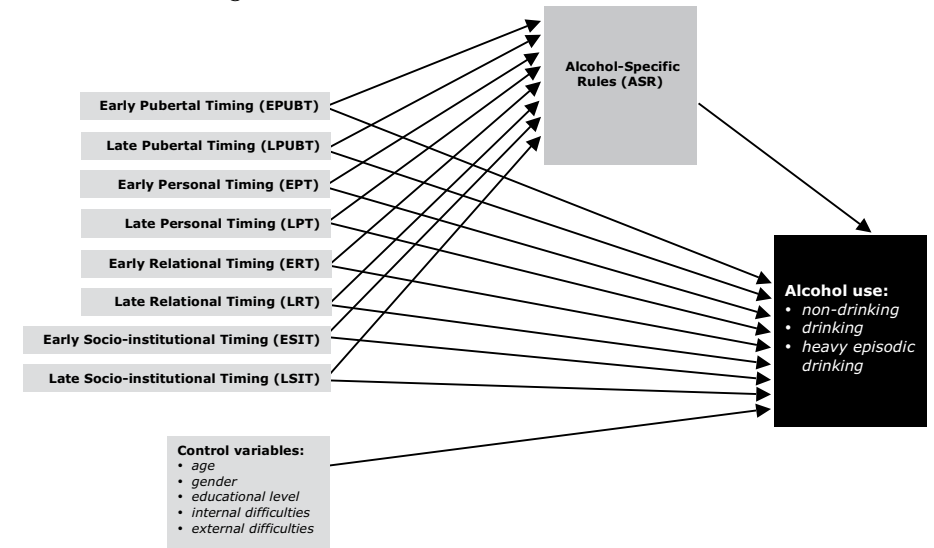 Alcohol-Specific
Rules (ASR)
Early Pubertal Timing (EPUBT)
Late Pubertal Timing (LPUBT)
Early Personal Timing (EPT)
Late Personal Timing (LPT)
Early Relational Timing (ERT)
Late Relational Timing (LRT)
Early Socio-institutional Timing (ESIT)
Late Socio-institutional Timing (LSIT)
Alcohol use:
• non-drinking
• drinking
• heavy episodic
drinking
Control variables:
• age
• gender
• educational level
• internal difficulties
• external difficulties